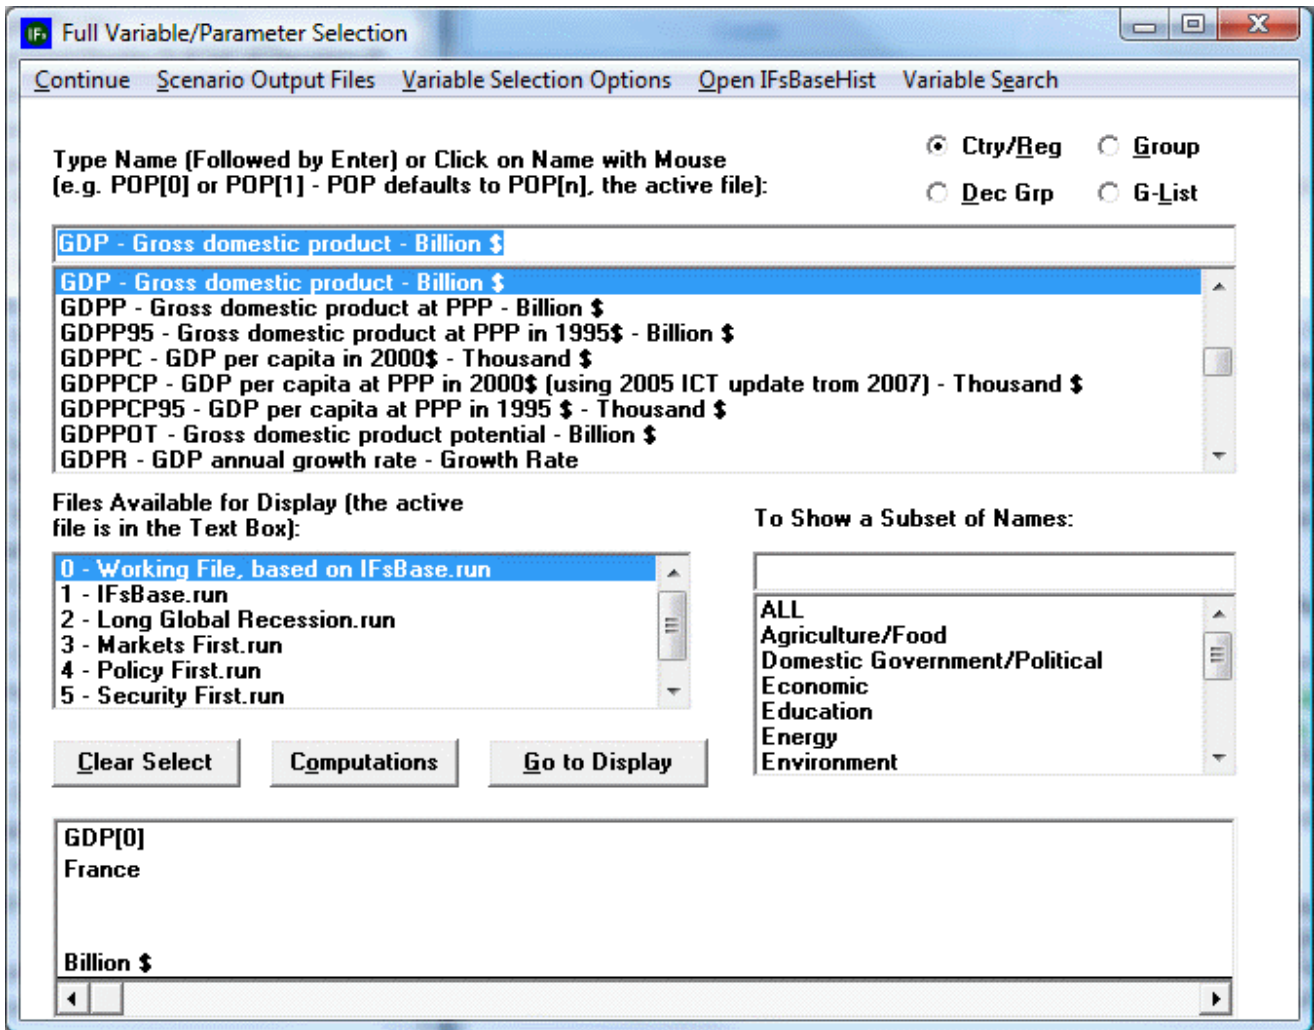 IFs Full Variable/Parameter Selection
Continue Scenario Output Files Variable Selection Options Open IFsBaseHist Variable Search
Type Name (Followed by Enter) or Click on Name with Mouse
(e.g. POP[0] or POP[1] - POP defaults to POP[n], the active file):
Ctry/Reg Group
Dec Grp G-List
GDP - Gross domestic product - Billion $
GDP - Gross domestic product - Billion $
GDPP - Gross domestic product at PPP - Billion $
GDPP95 - Gross domestic product at PPP in 1995$ - Billion $
GDPPC - GDP per capita in 2000$ - Thousand $
GDPPCP - GDP per capita at PPP in 2000$ (using 2005 ICT update trom 2007) - Thousand $
GDPPCP95 - GDP per capita at PPP in 1995 $ - Thousand $
GDPPOT - Gross domestic product potential - Billion $
GDPR - GDP annual growth rate - Growth Rate
Files Available for Display (the active
file is in the Text Box):
0 - Working File, based on IFsBase.run
1 - IFsBase.run
2 - Long Global Recession.run
3 - Markets First.run
4 - Policy First.run
5 - Security First.run
To Show a Subset of Names:
ALL
Agriculture/Food
Domestic Government/Political
Economic
Education
Energy
Environment
Clear Select Computations Go to Display
GDP[0]
France
Billion $